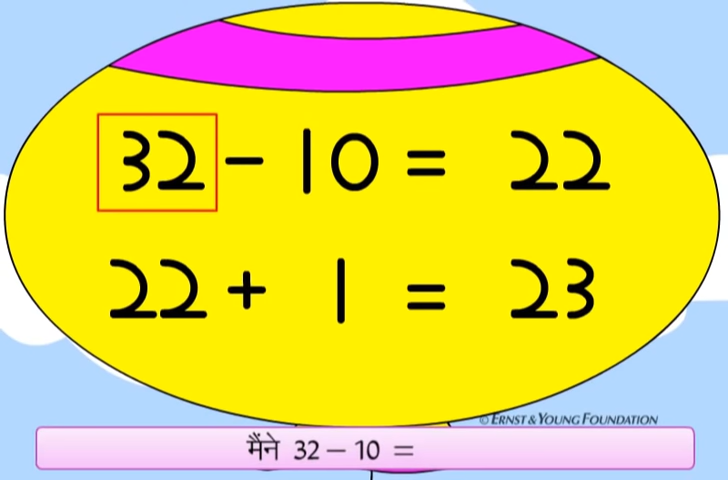 32 - 10 = 22
22 + 1 = 23
© ERNST & YOUNG FOUNDATION
मैंने 32 – 10 =